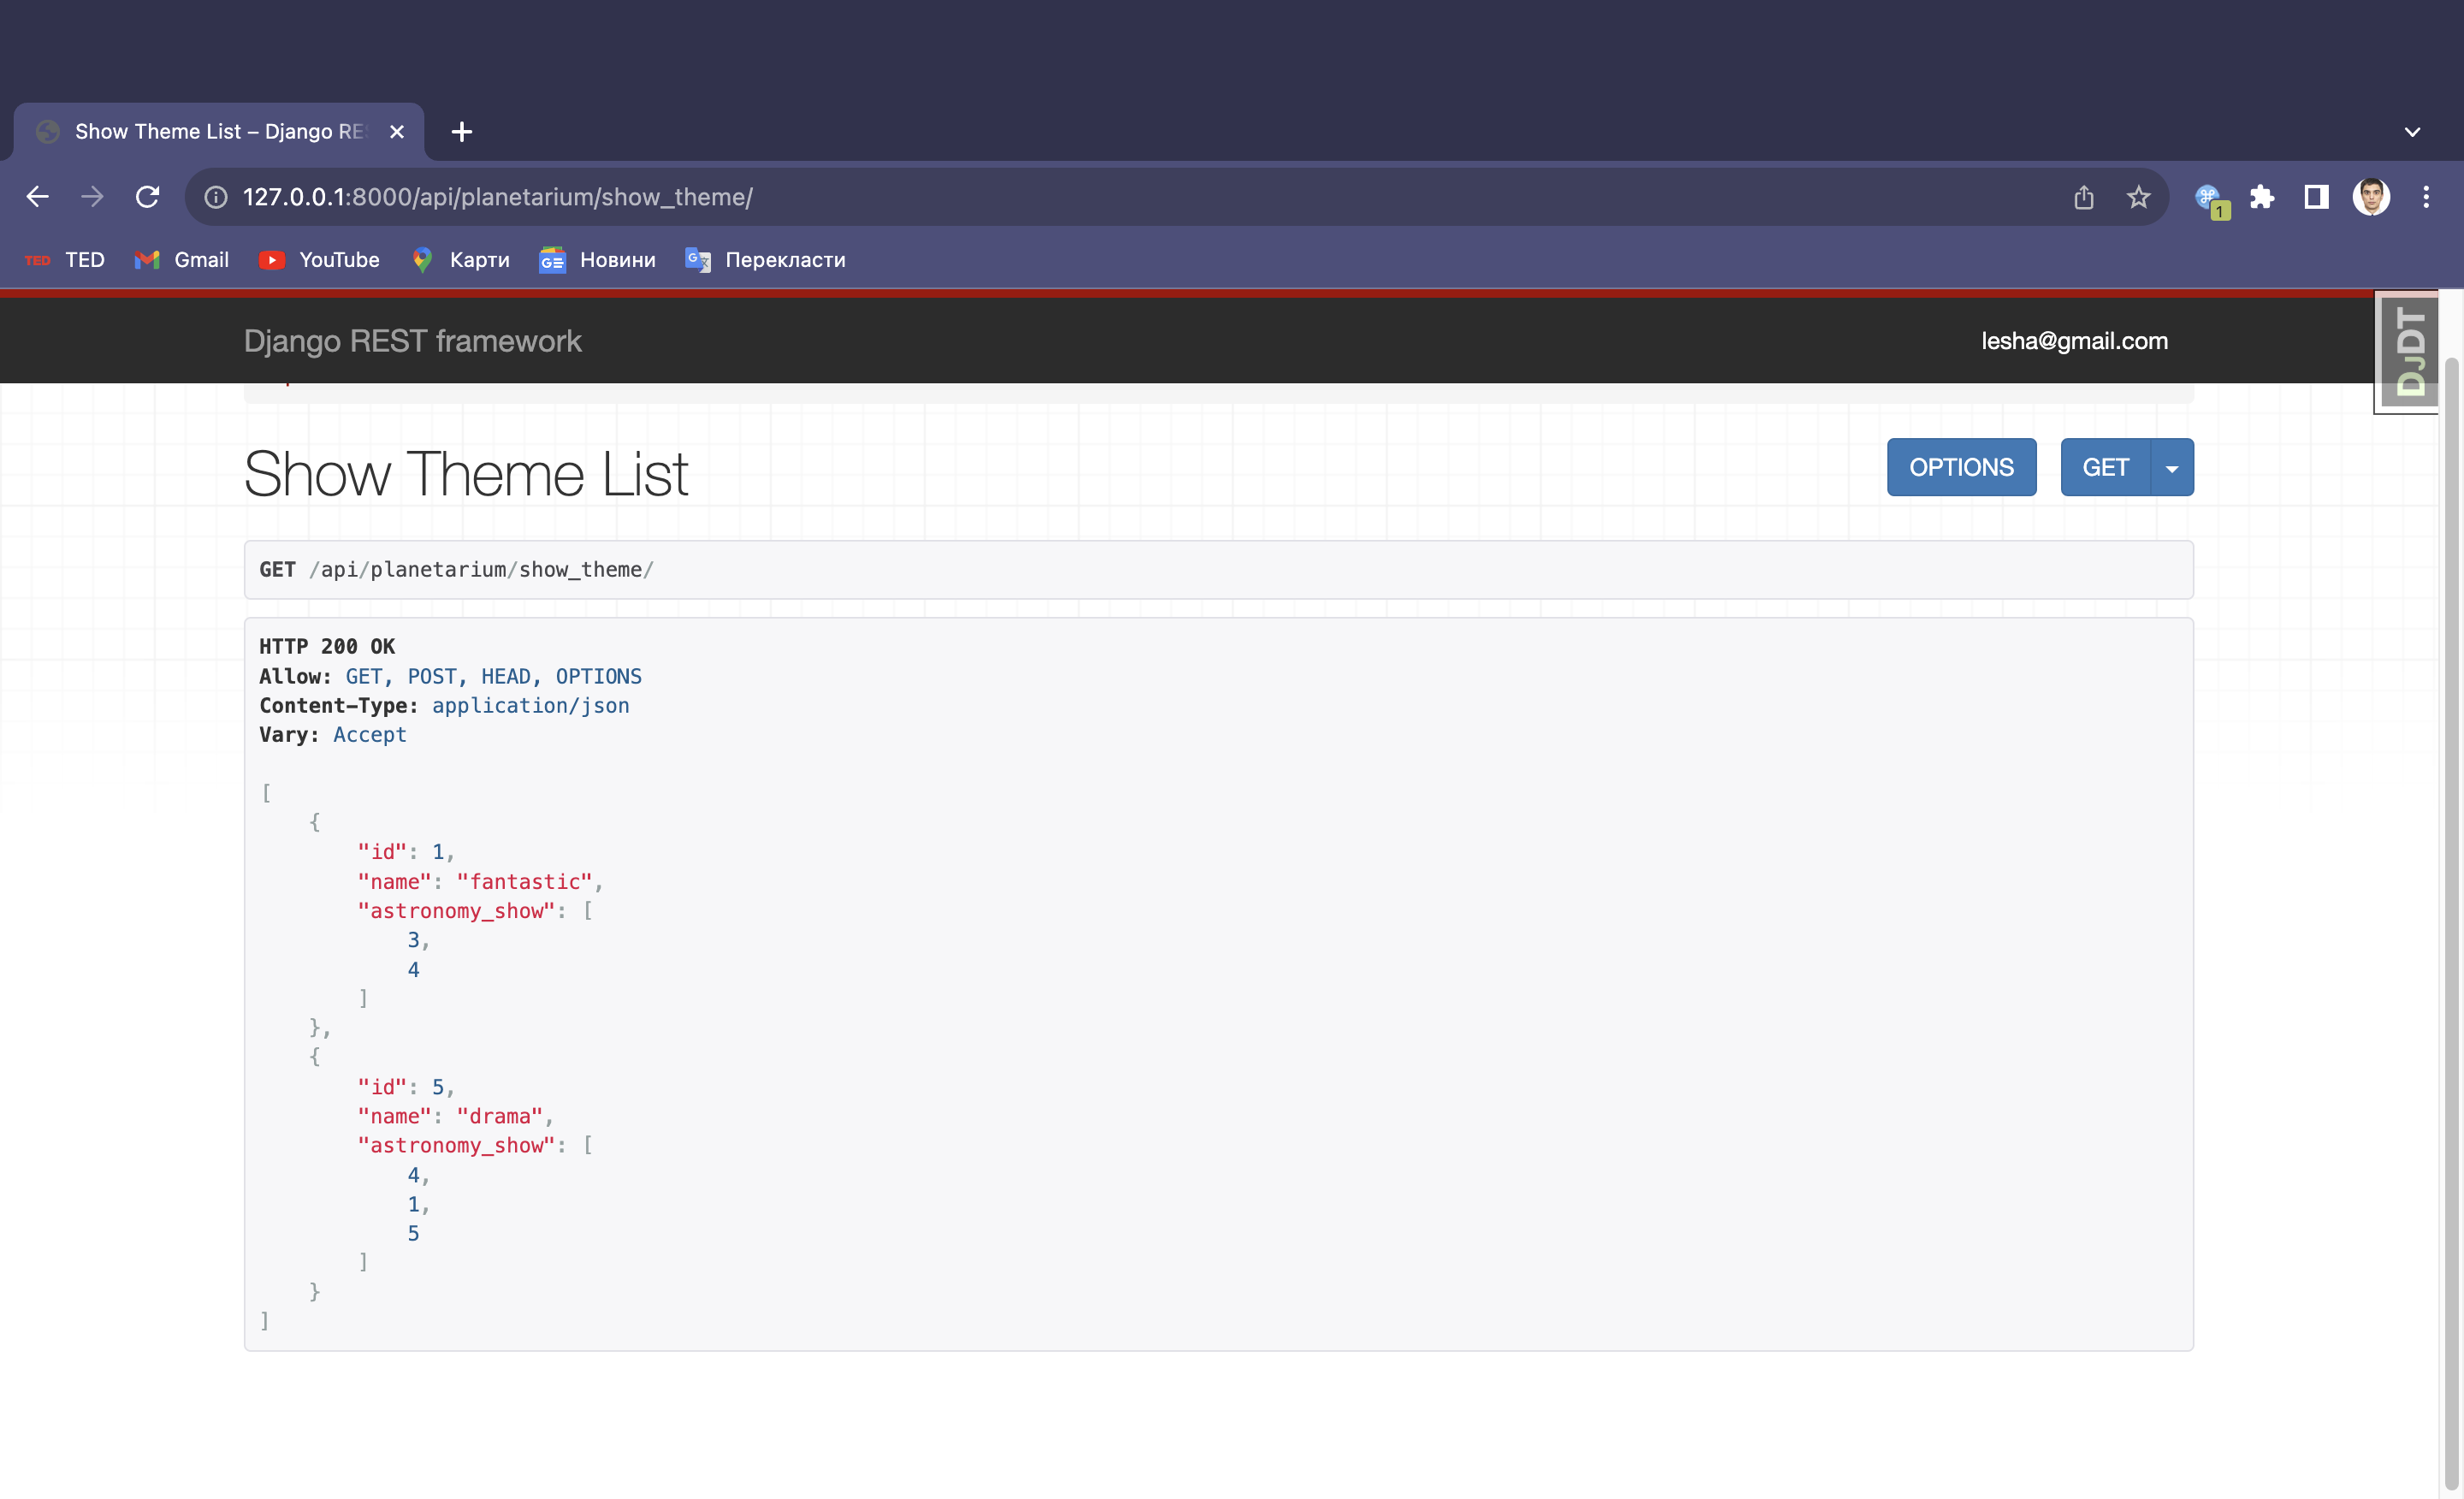 Show Theme List – Django RE
127.0.0.1:8000/api/planetarium/show_theme/
1
TED TED Gmail YouTube Карти Новини Перекласти
Django REST framework
lesha@gmail.com
DJDT
Show Theme List
OPTIONS
GET
GET /api/planetarium/show_theme/
HTTP 200 OK
Allow: GET, POST, HEAD, OPTIONS
Content-Type: application/json
Vary: Accept
[
    {
        "id": 1,
        "name": "fantastic",
        "astronomy_show": [
            3,
            4
        ]
    },
    {
        "id": 5,
        "name": "drama",
        "astronomy_show": [
            4,
            1,
            5
        ]
    }
]